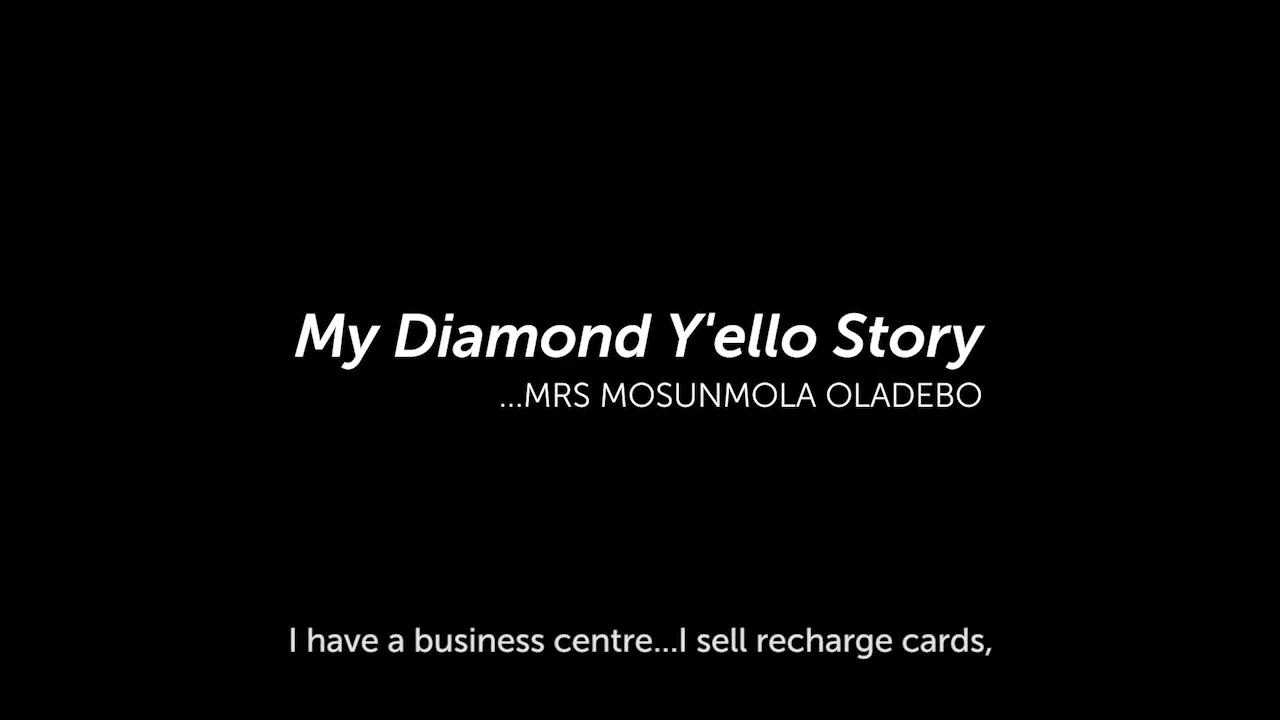 My Diamond Y'ello Story
...MRS MOSUNMOLA OLADEBO
I have a business centre...I sell recharge cards,